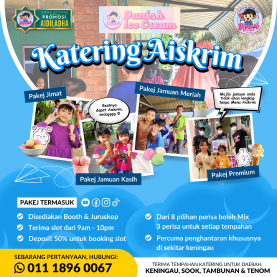 PROMOSI
AIDILADHA
Danish
Ice Cream
Katering Aiskrim
Pakej Jimat
Pakej Jamuan Meriah
Pakej Jamuan Kasih
Pakej Premium
PAKEJ TERMASUK
Disediakan Booth & Juruskop
Terima slot dari 9am - 10pm
Deposit 50% untuk booking slot
Dari 8 pilihan perisa boleh Mix
3 perisa untuk setiap tempahan
Percuma penghantaran khususnya
di sekitar keningau
SEBARANG PERTANYAAN, HUBUNGI:
011 1896 0067
TERIMA TEMPAHAN KATERING UNTUK DAERAH:
KENINGAU, SOOK, TAMBUNAN & TENOM